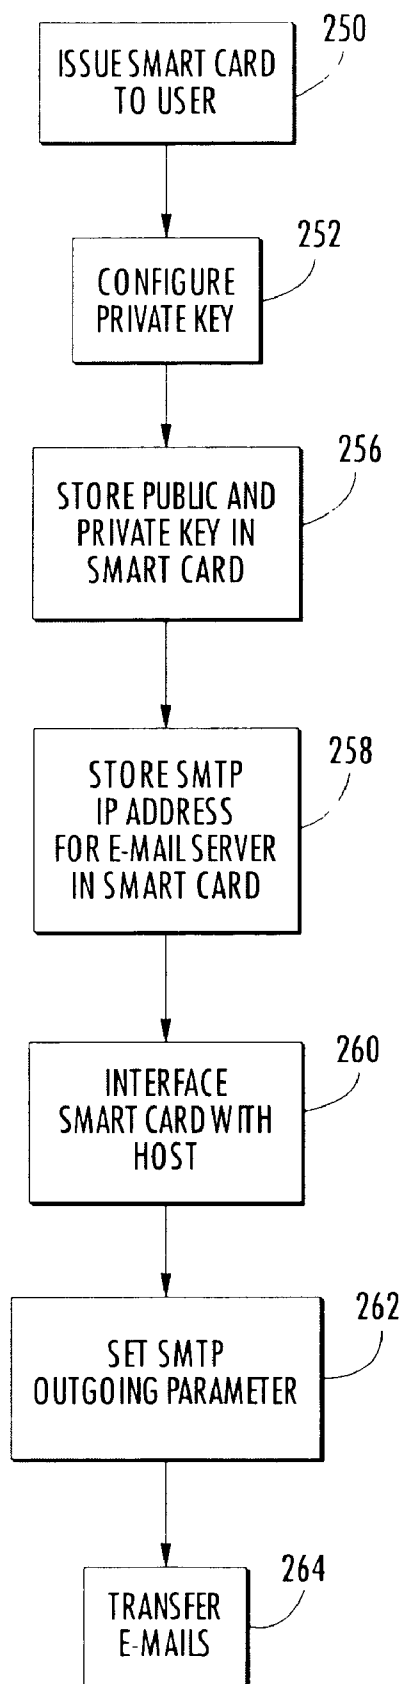 250
ISSUE SMART CARD
TO USER
252
CONFIGURE
PRIVATE KEY
256
STORE PUBLIC AND
PRIVATE KEY IN
SMART CARD
258
STORE SMTP
IP ADDRESS
FOR E-MAIL SERVER
IN SMART CARD
260
INTERFACE
SMART CARD WITH
HOST
262
SET SMTP
OUTGOING PARAMETER
264
TRANSFER
E-MAILS